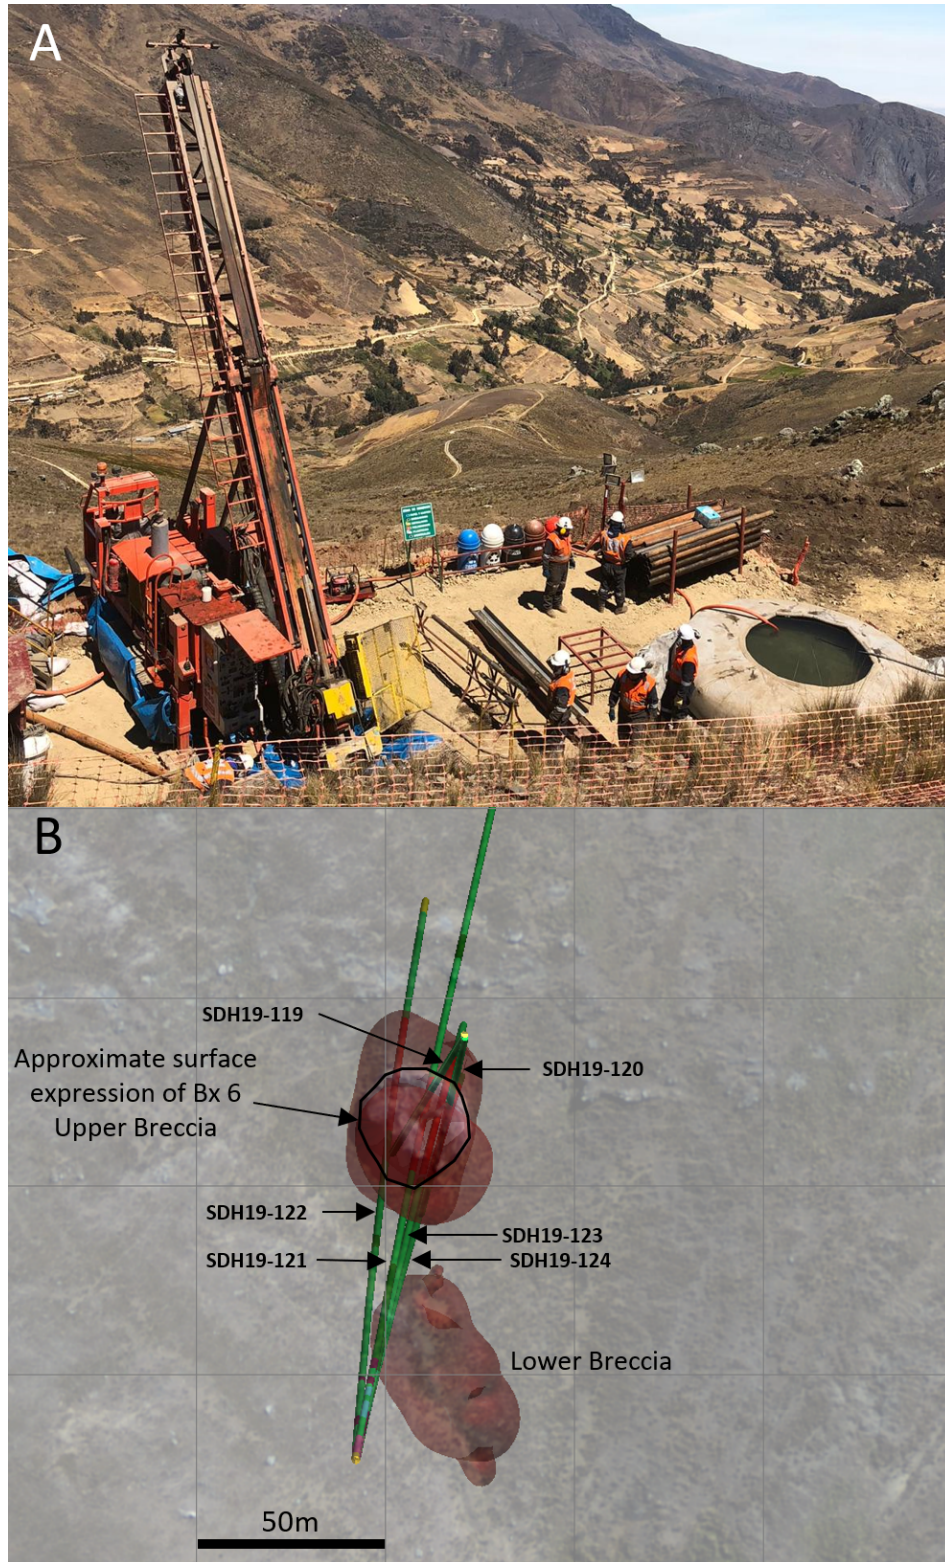 A
B
SDH19-119
Approximate surface
expression of Bx 6
Upper Breccia
SDH19-120
SDH19-122
SDH19-123
SDH19-121
SDH19-124
Lower Breccia
50m